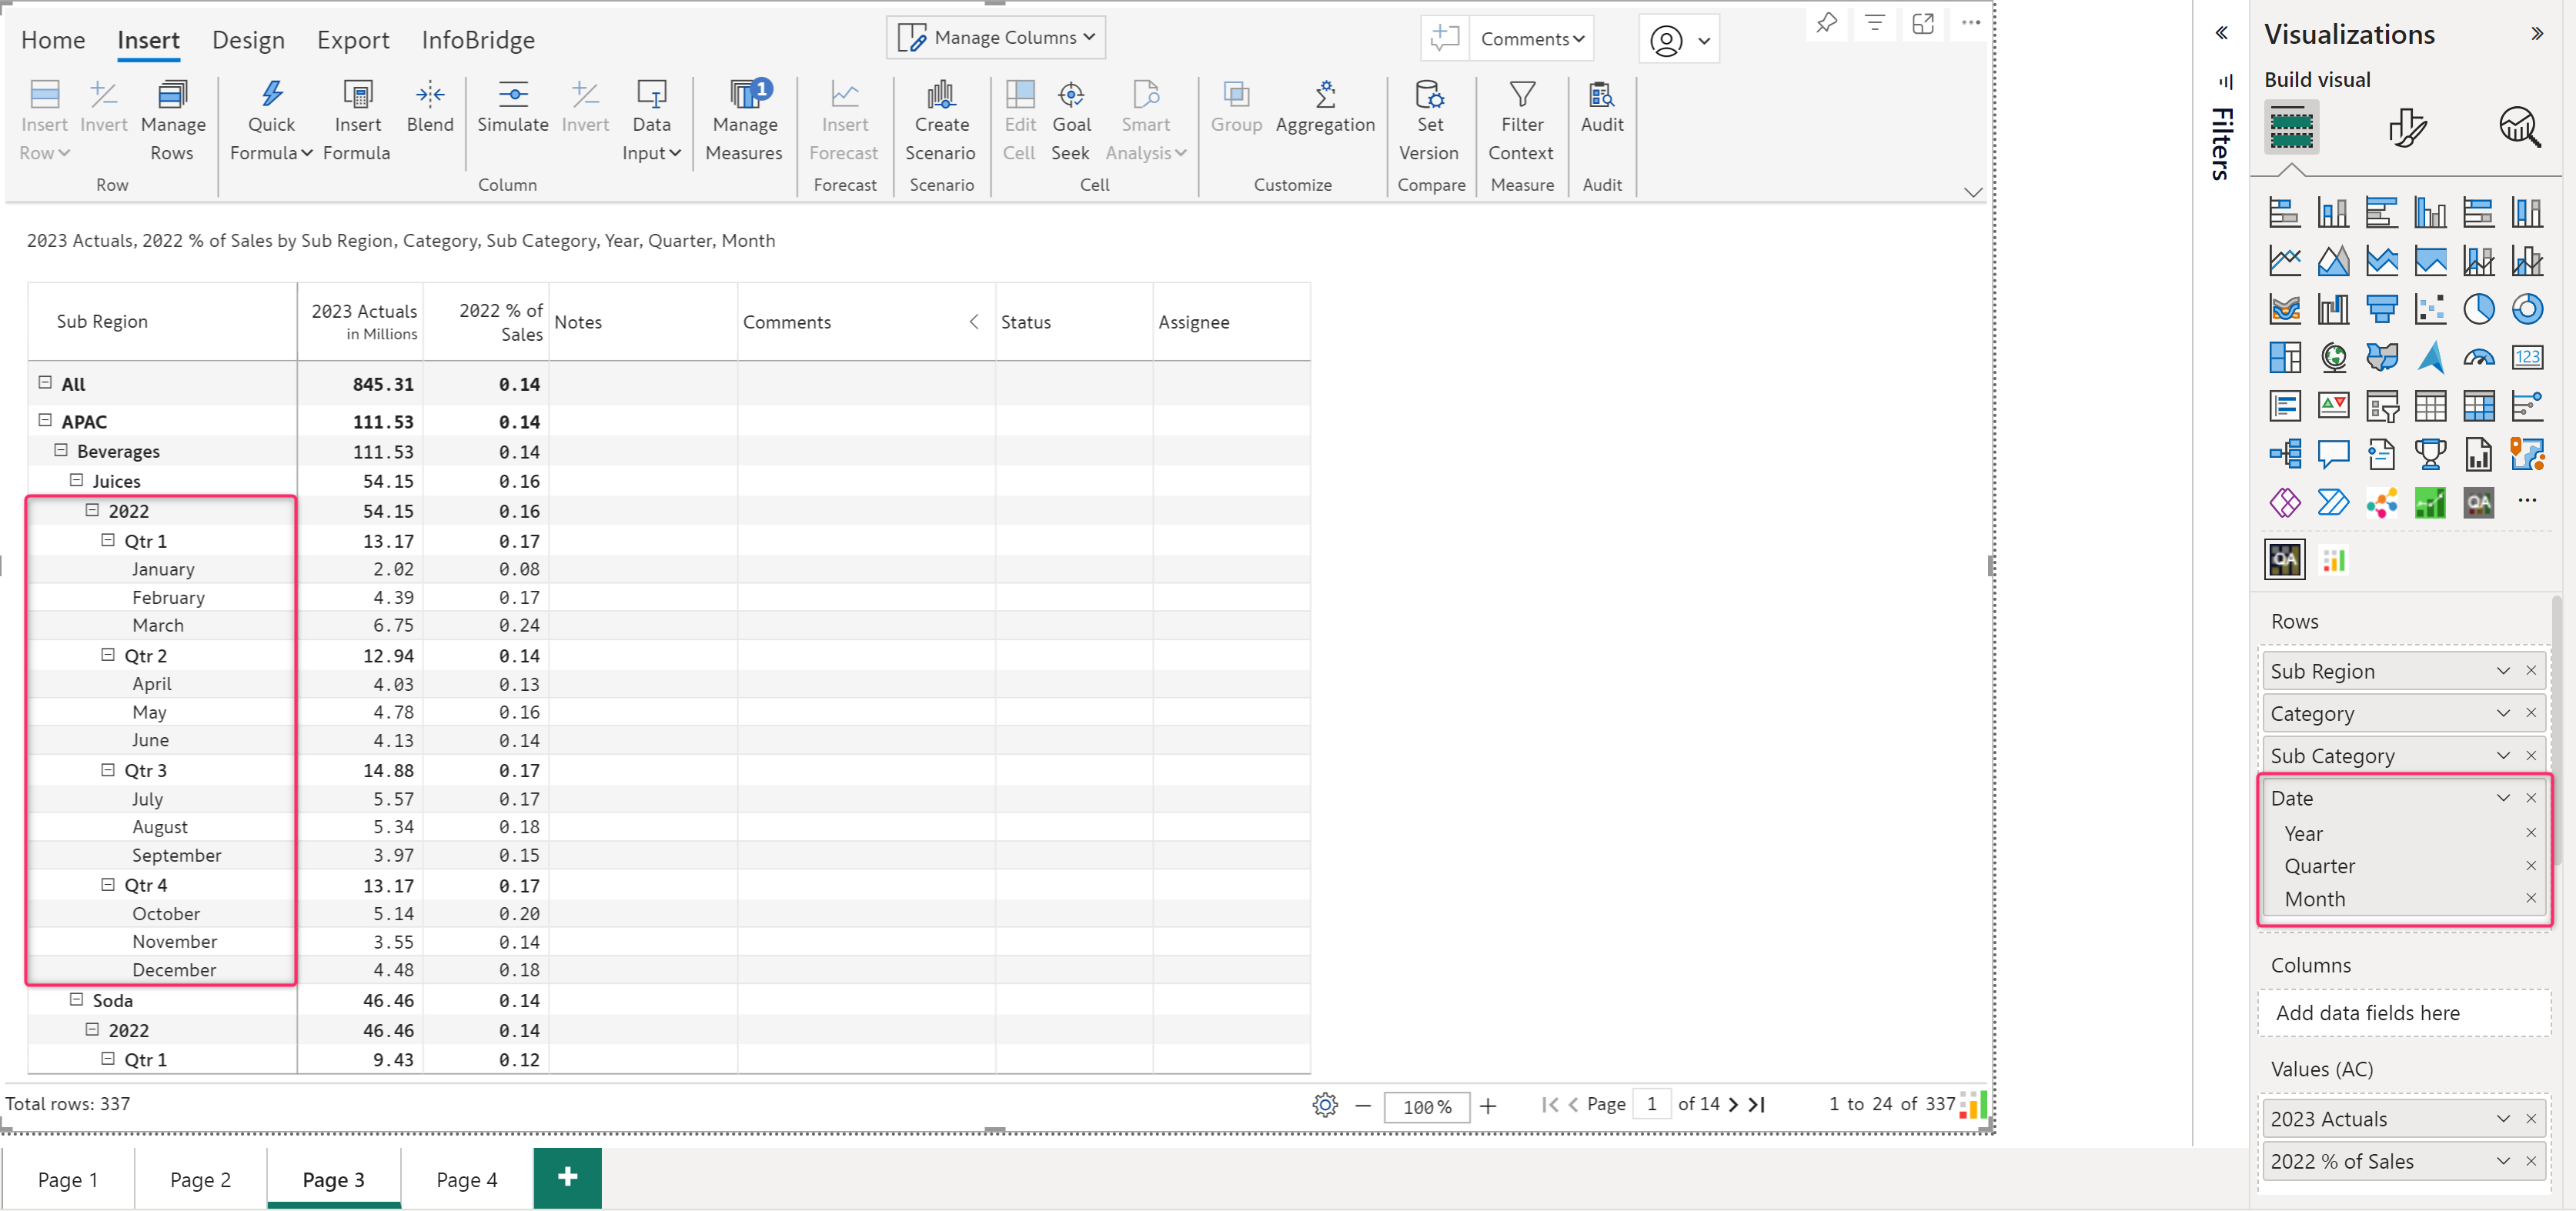 Home Insert Design Export InfoBridge Manage Columns Comments
Insert Row Invert Manage Rows Quick Formula Insert Formula Blend Simulate Invert Data Input Manage Measures 1 Insert Forecast Create Scenario Edit Cell Goal Seek Smart Analysis Group Aggregation Set Version Filter Context Audit
Row Column Forecast Scenario Cell Customize Compare Measure Audit
2023 Actuals, 2022 % of Sales by Sub Region, Category, Sub Category, Year, Quarter, Month
Sub Region 2023 Actuals in Millions 2022 % of Sales Notes Comments Status Assignee
All 845.31 0.14
APAC 111.53 0.14
Beverages 111.53 0.14
Juices 54.15 0.16
2022 54.15 0.16
Qtr 1 13.17 0.17
January 2.02 0.08
February 4.39 0.17
March 6.75 0.24
Qtr 2 12.94 0.14
April 4.03 0.13
May 4.78 0.16
June 4.13 0.14
Qtr 3 14.88 0.17
July 5.57 0.17
August 5.34 0.18
September 3.97 0.15
Qtr 4 13.17 0.17
October 5.14 0.20
November 3.55 0.14
December 4.48 0.18
Soda 46.46 0.14
2022 46.46 0.14
Qtr 1 9.43 0.12
Total rows: 337 100 % Page 1 of 14 1 to 24 of 337
Page 1 Page 2 Page 3 Page 4 +
Filters
Visualizations
Build visual
123
QA
QA
Rows
Sub Region
Category
Sub Category
Date
Year
Quarter
Month
Columns
Add data fields here
Values (AC)
2023 Actuals
2022 % of Sales